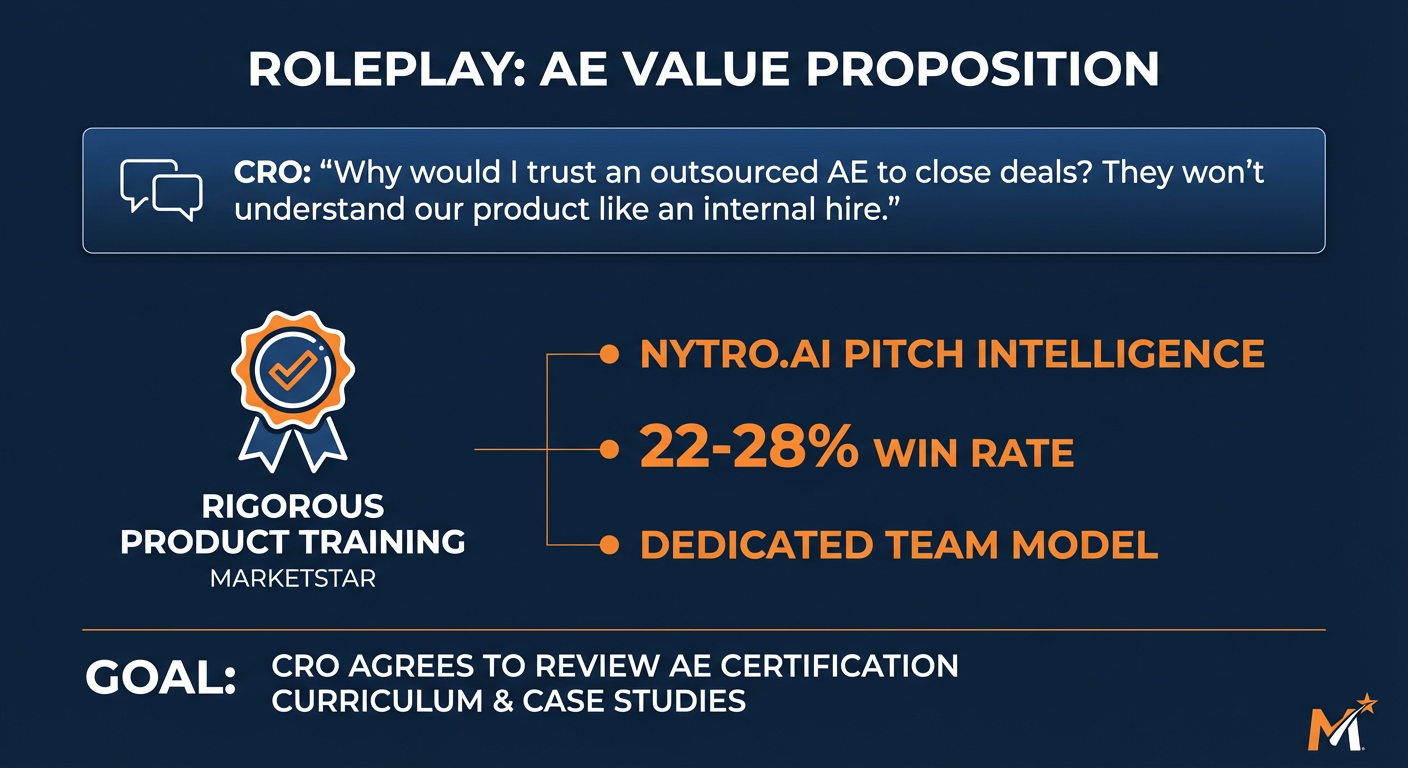 ROLEPLAY: AE VALUE PROPOSITION
CRO: “Why would I trust an outsourced AE to close deals? They won’t
understand our product like an internal hire.”
RIGOROUS
PRODUCT TRAINING
MARKETSTAR
NYTRO.AI PITCH INTELLIGENCE
22-28% WIN RATE
DEDICATED TEAM MODEL
GOAL:
CRO AGREES TO REVIEW AE CERTIFICATION
CURRICULUM & CASE STUDIES
M